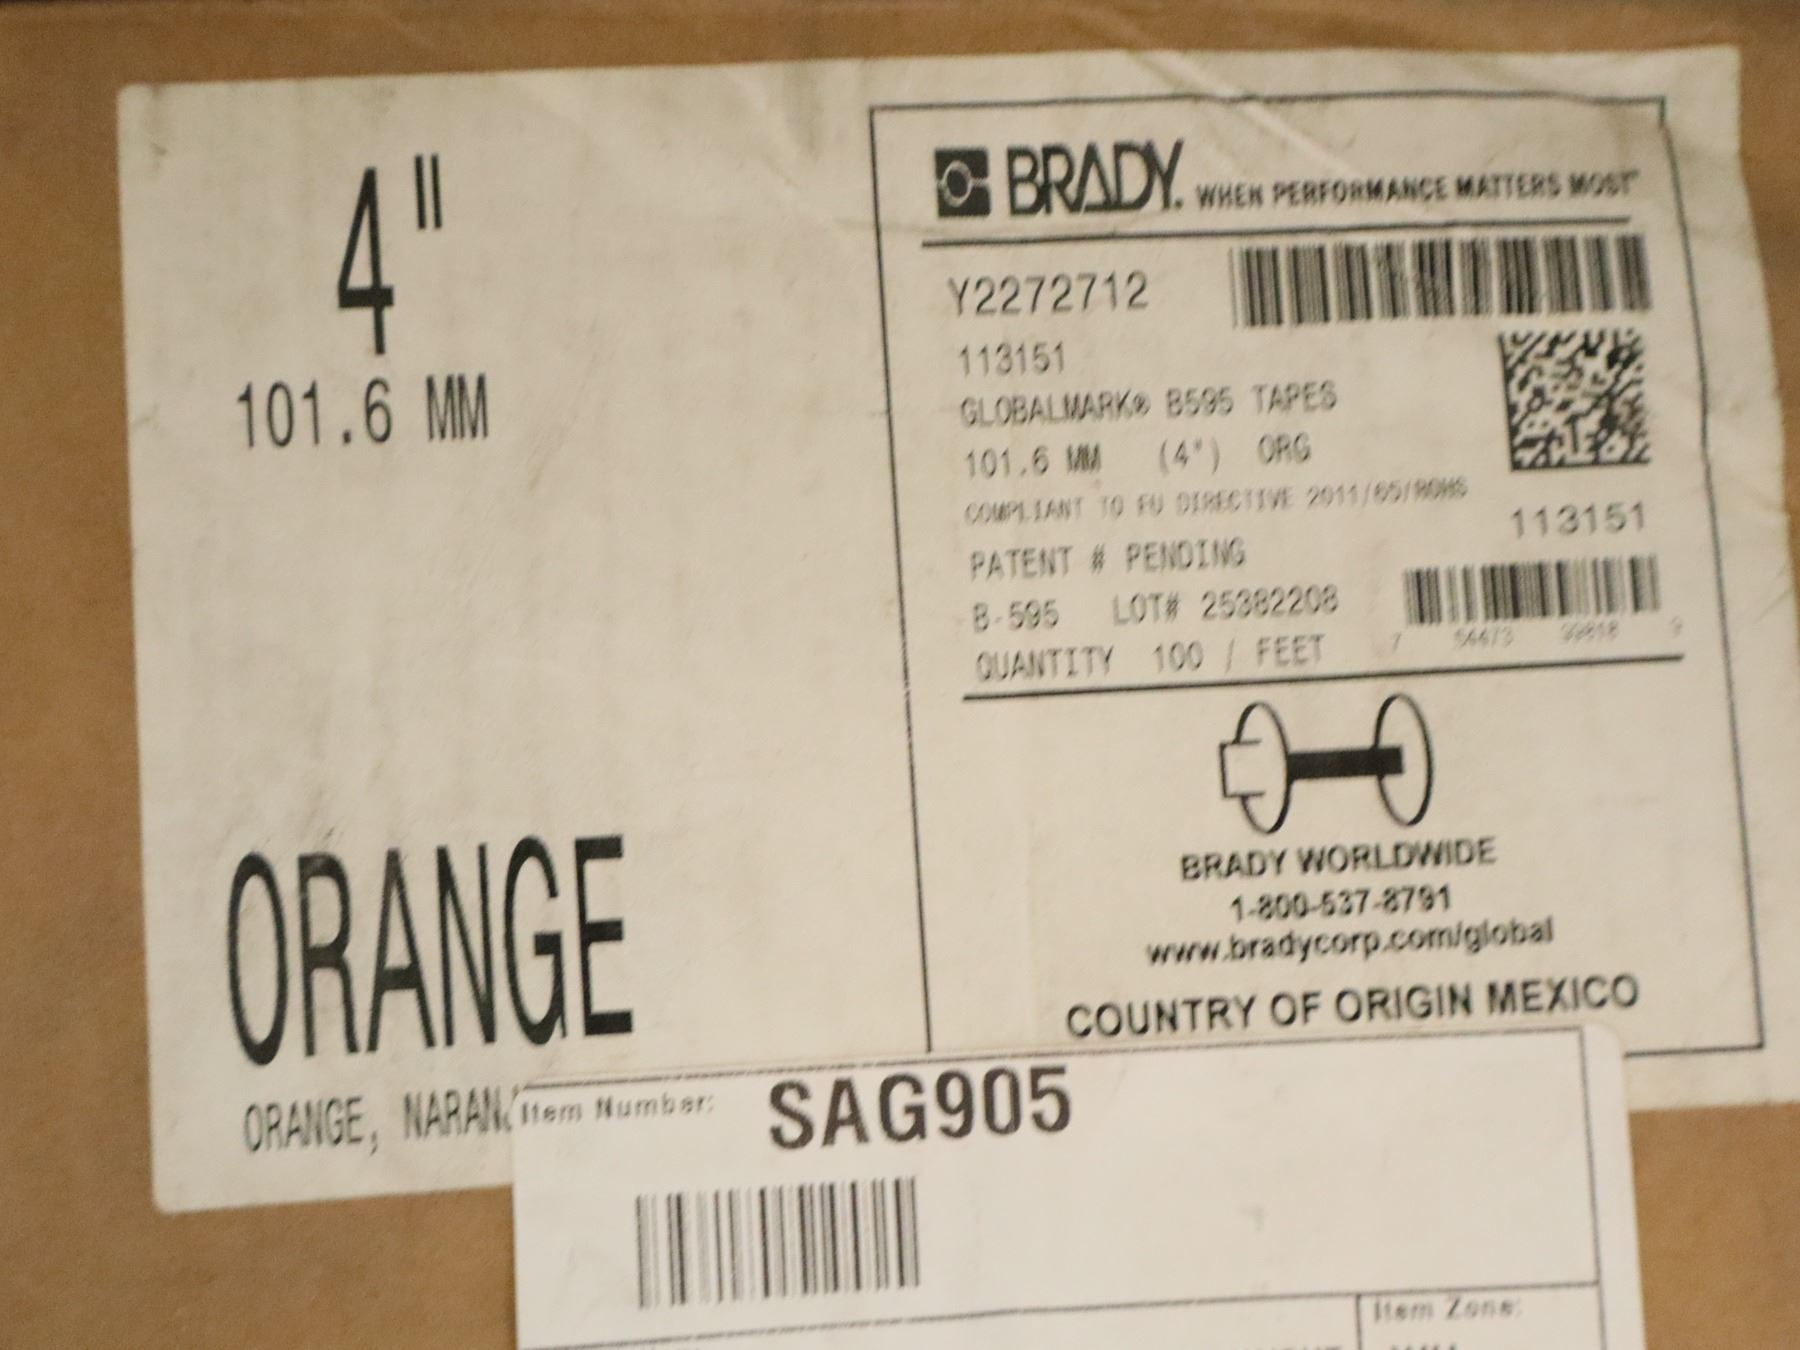 4"
101.6 MM
ORANGE
ORANGE,
BRADY. WHEN PERFORMANCE MATTERS MOST™
Y2272712
113151
GLOBALMARK® B595 TAPES
101.6 MM (4") ORG
COMPLIANT TO EU DIRECTIVE 2011/65/ROHS
113151
PATENT # PENDING
B-595 LOT# 25382208
QUANTITY 100 / FEET
BRADY WORLDWIDE
1-800-537-8791
www.bradycorp.com/global
COUNTRY OF ORIGIN MEXICO
Item Number: SAG905
Item Zone: